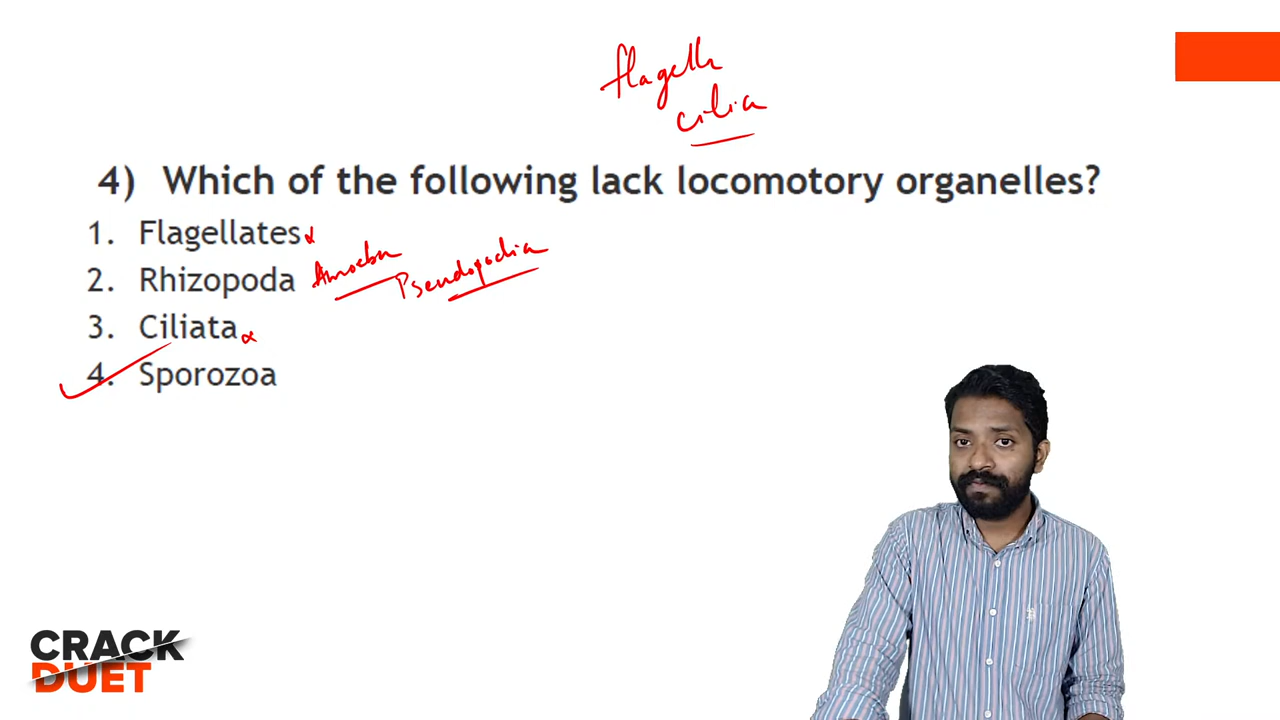 flagella
cilia
4) Which of the following lack locomotory organelles?
1. Flagellates x
2. Rhizopoda Amoeba Pseudopodia
3. Ciliata x
4. Sporozoa
CRACK
DUET